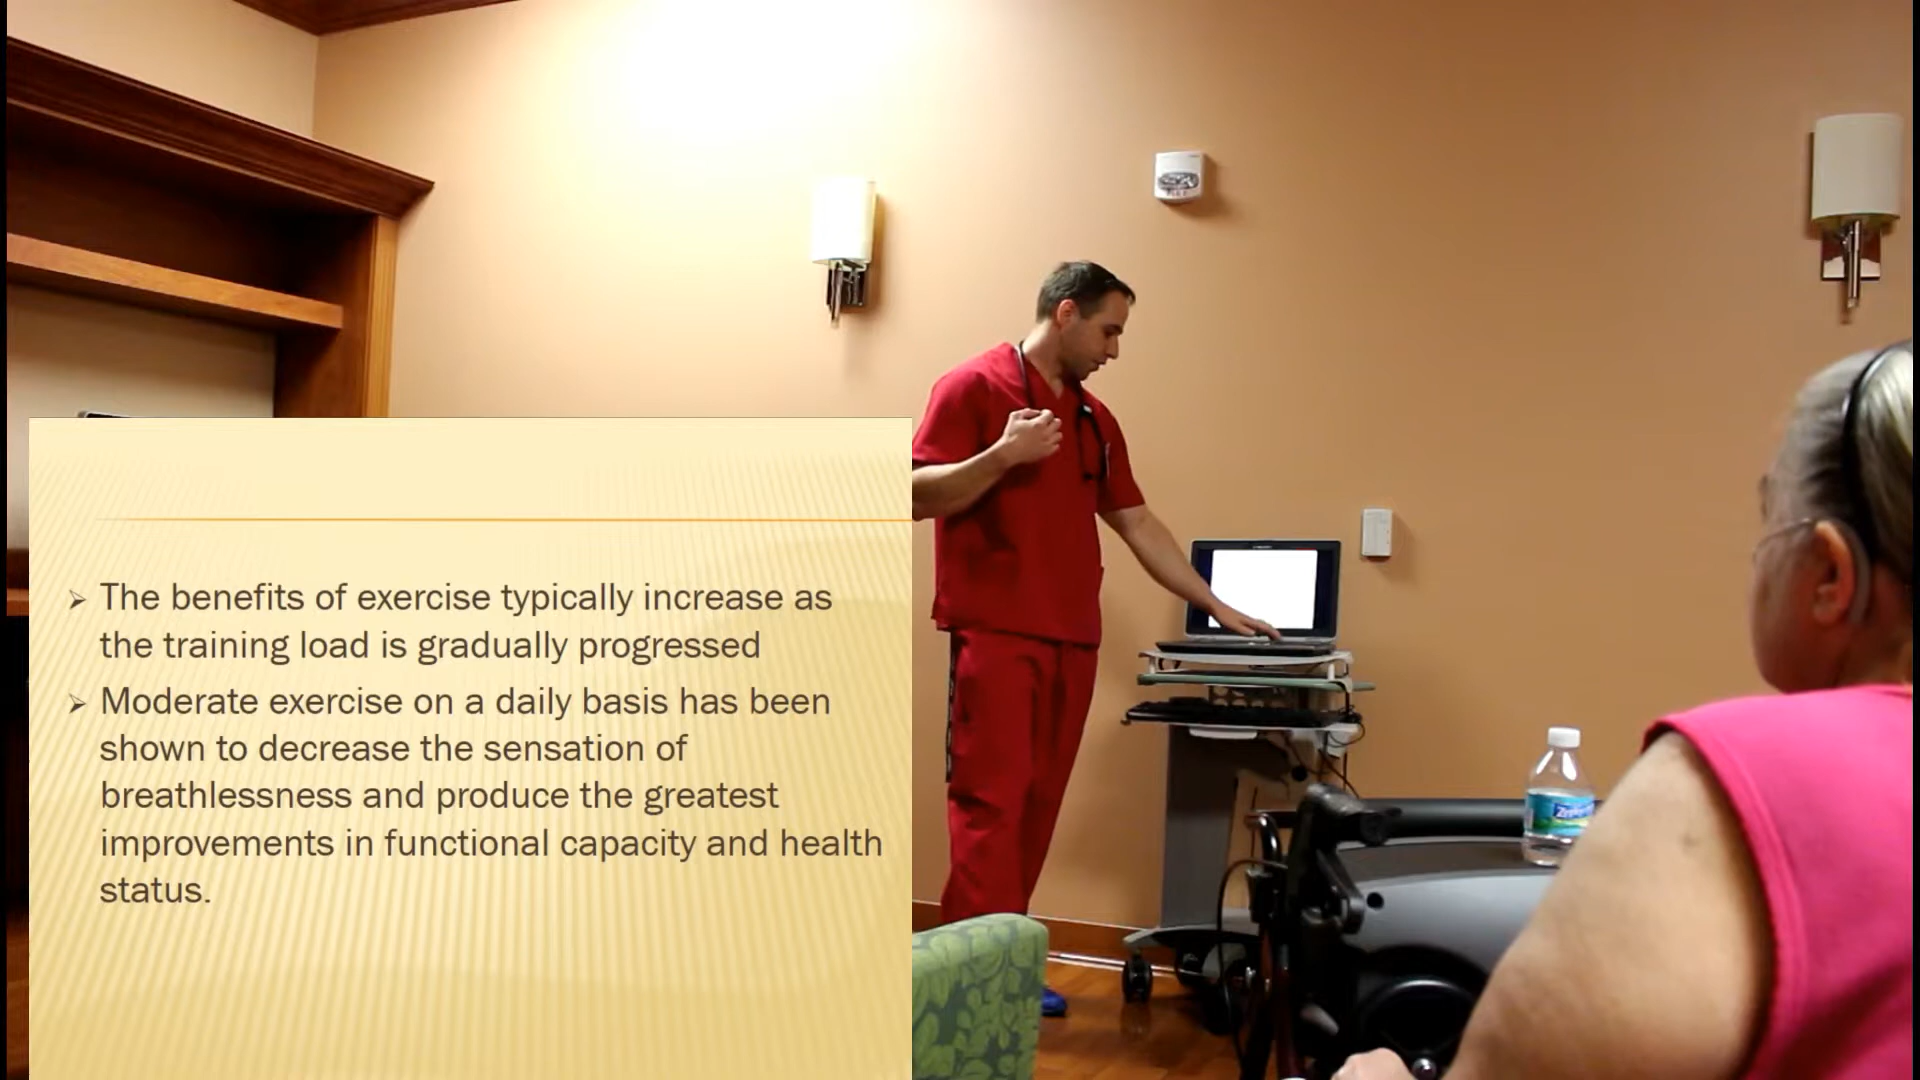 The benefits of exercise typically increase as
the training load is gradually progressed
Moderate exercise on a daily basis has been
shown to decrease the sensation of
breathlessness and produce the greatest
improvements in functional capacity and health
status.